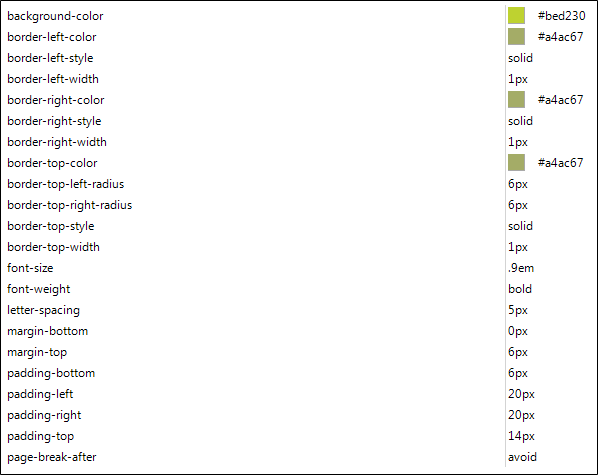 background-color #bed230
border-left-color #a4ac67
border-left-style solid
border-left-width 1px
border-right-color #a4ac67
border-right-style solid
border-right-width 1px
border-top-color #a4ac67
border-top-left-radius 6px
border-top-right-radius 6px
border-top-style solid
border-top-width 1px
font-size .9em
font-weight bold
letter-spacing 5px
margin-bottom 0px
margin-top 6px
padding-bottom 6px
padding-left 20px
padding-right 20px
padding-top 14px
page-break-after avoid